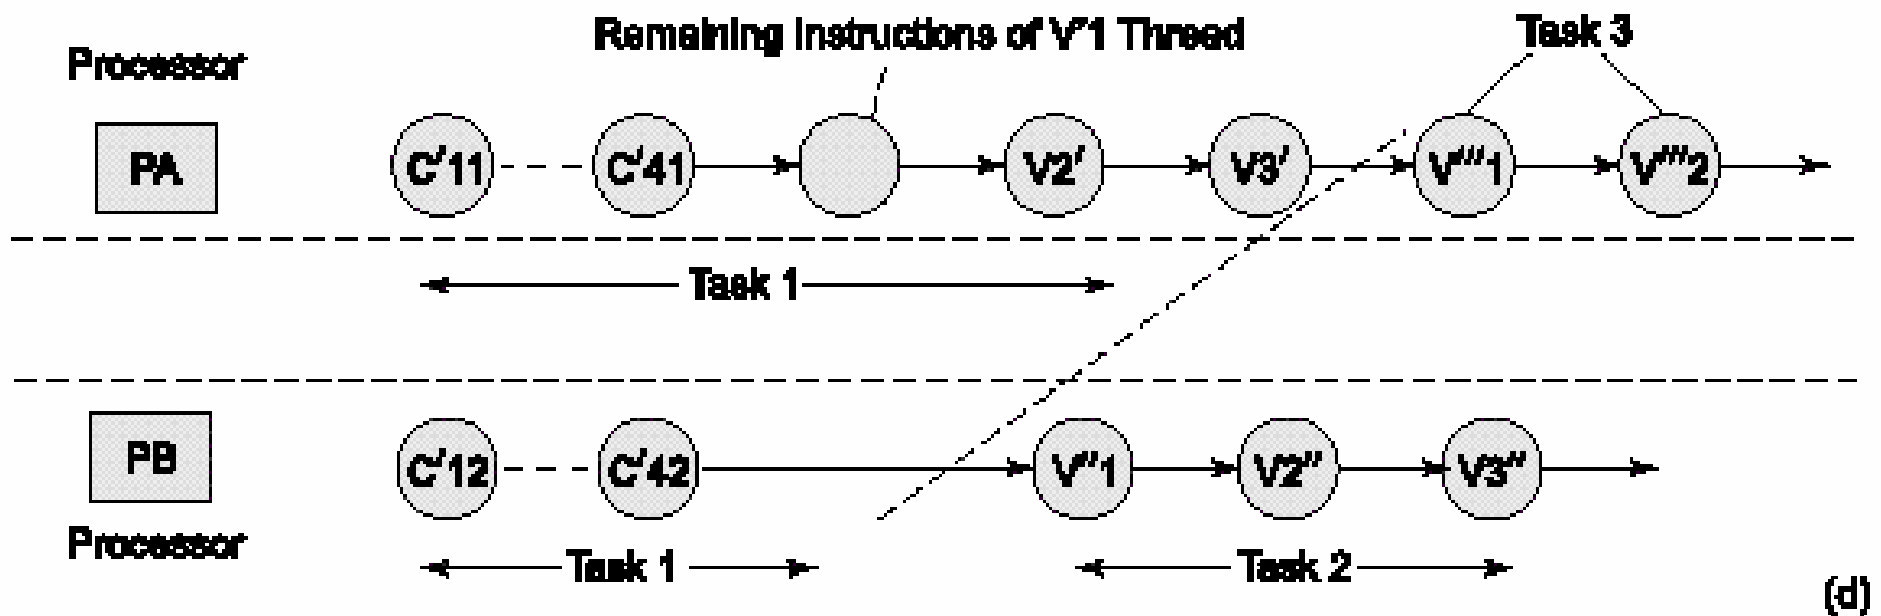 Remaining Instructions of V"1 Thread
Task 3
Processor
PA
C'11
C'41
V2'
V3'
V'''1
V'''2
Task 1
PB
C'12
C'42
V"1
V2"
V3"
Processor
Task 1
Task 2
(d)